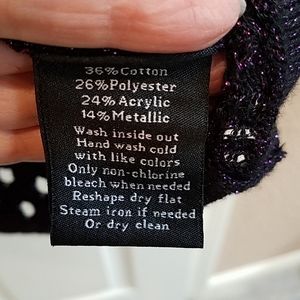 36%Cotton
26%Polyester
24%Acrylic
14%Metallic
Wash inside out
Hand wash cold
with like colors
Only non-chlorine
bleach when needed
Reshape dry flat
Steam iron if needed
Or dry clean